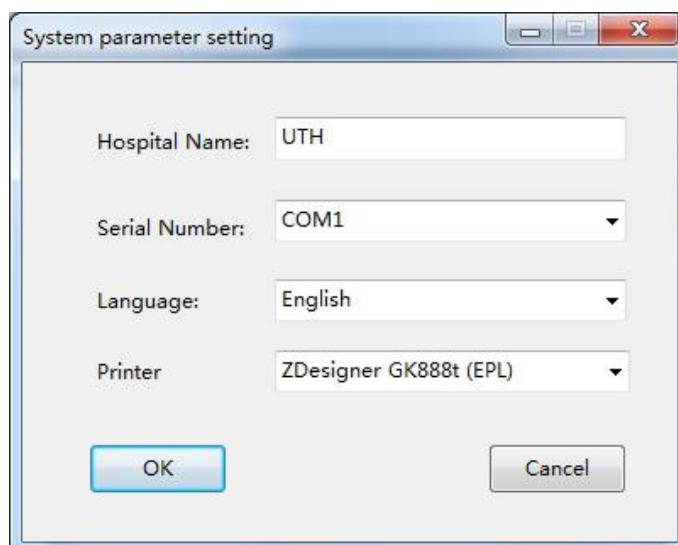 System parameter setting
Hospital Name: UTH
Serial Number: COM1
Language: English
Printer ZDesigner GK888t (EPL)
OK Cancel